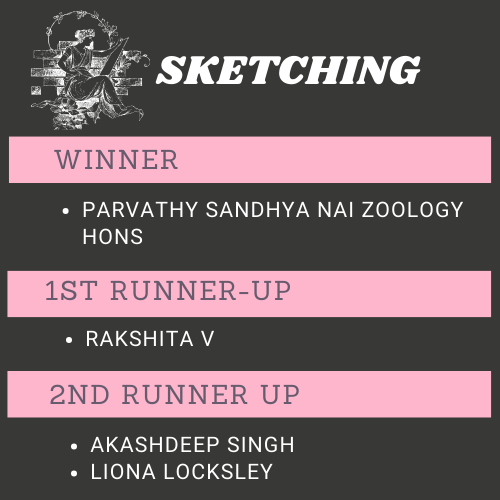 SKETCHING
WINNER
PARVATHY SANDHYA NAI ZOOLOGY
HONS
1ST RUNNER-UP
RAKSHITA V
2ND RUNNER UP
AKASHDEEP SINGH
LIONA LOCKSLEY